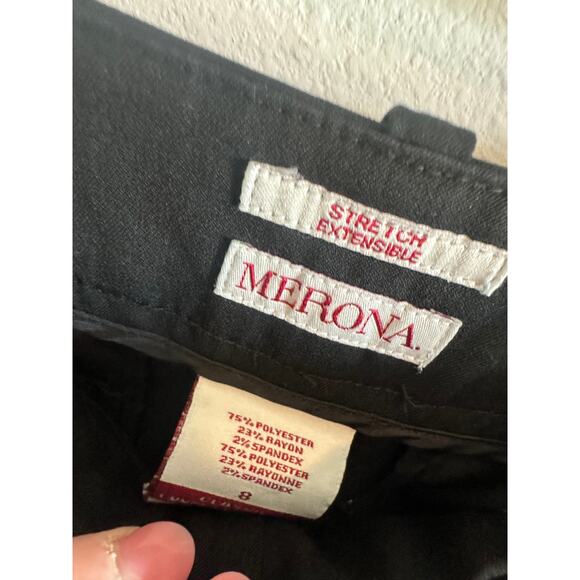 STRETCH
EXTENSIBLE
MERONA.
75% POLYESTER
23% RAYON
2% SPANDEX
75% POLYESTER
23% RAYONNE
2% SPANDEX
8